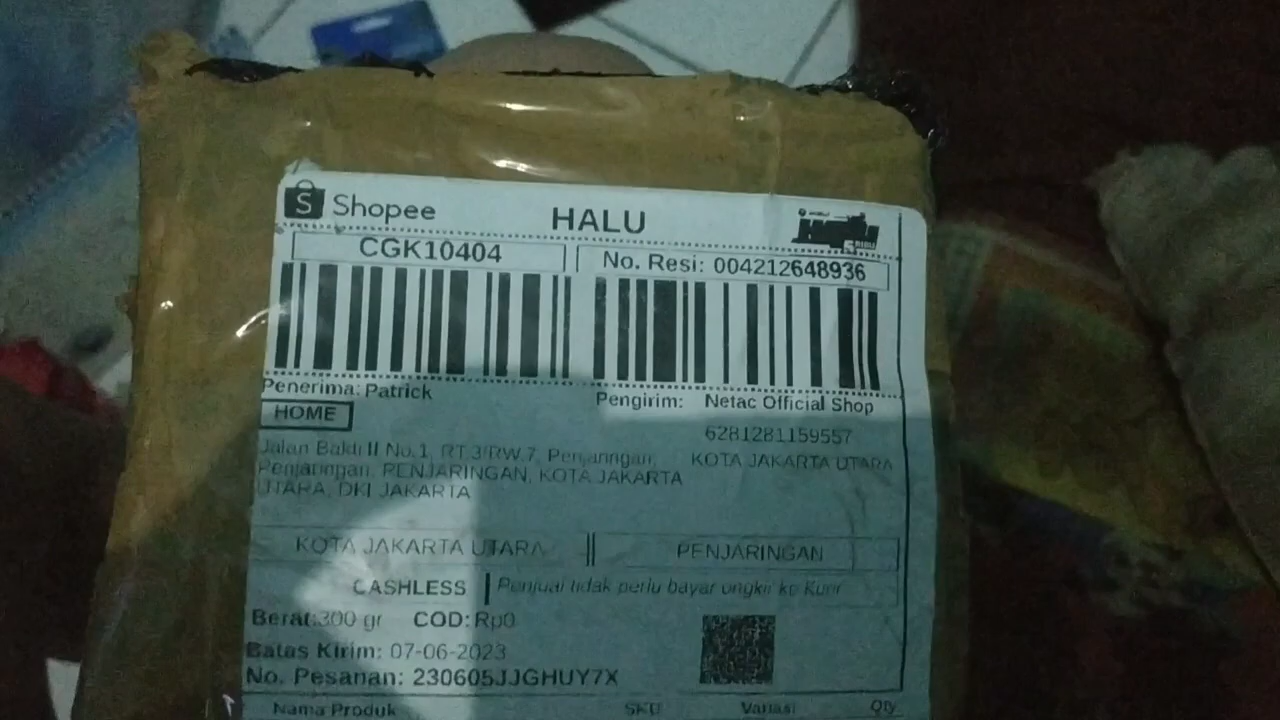 Shopee
HALU
HALU
5 RIBU
CGK10404
No. Resi: 004212648936
Penerima: Patrick
Pengirim: Netac Official Shop
HOME
6281281159557
Jalan Bakti II No.1, RT.3/RW.7, Penjaringan,
KOTA JAKARTA UTARA
Penjaringan, PENJARINGAN, KOTA JAKARTA
UTARA, DKI JAKARTA
KOTA JAKARTA UTARA
PENJARINGAN
CASHLESS
Penjual tidak perlu bayar ongkir ke Kurir
Berat:300 gr COD: Rp0
Batas Kirim: 07-06-2023
No. Pesanan: 230605JJGHUY7X
Nama Produk SKU Variasi Qty